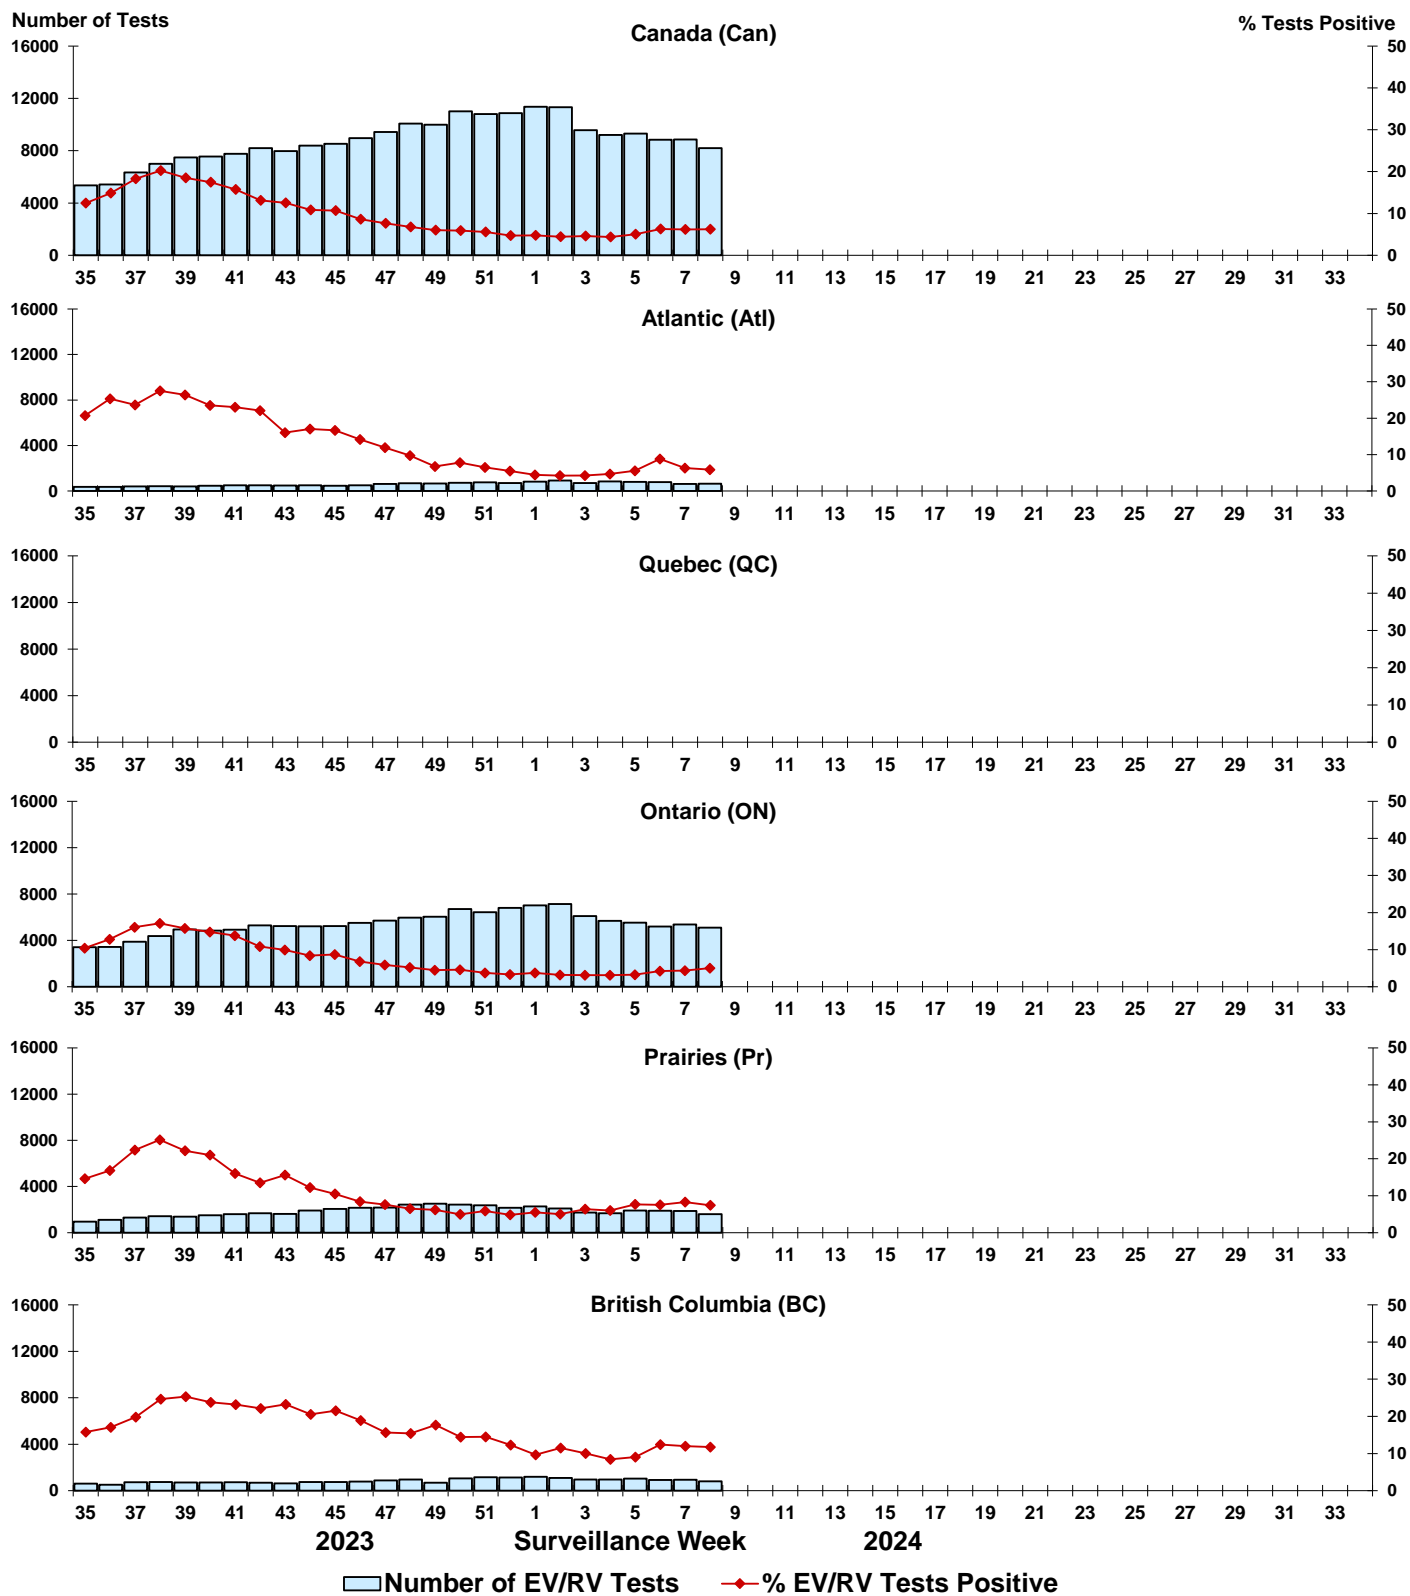 Number of Tests
Canada (Can)
% Tests Positive
16000 50
12000 40
30
8000 20
4000 10
0 0
35 37 39 41 43 45 47 49 51 1 3 5 7 9 11 13 15 17 19 21 23 25 27 29 31 33
Atlantic (Atl)
16000 50
12000 40
30
8000 20
4000 10
0 0
35 37 39 41 43 45 47 49 51 1 3 5 7 9 11 13 15 17 19 21 23 25 27 29 31 33
Quebec (QC)
16000 50
12000 40
30
8000 20
4000 10
0 0
35 37 39 41 43 45 47 49 51 1 3 5 7 9 11 13 15 17 19 21 23 25 27 29 31 33
Ontario (ON)
16000 50
12000 40
30
8000 20
4000 10
0 0
35 37 39 41 43 45 47 49 51 1 3 5 7 9 11 13 15 17 19 21 23 25 27 29 31 33
Prairies (Pr)
16000 50
12000 40
30
8000 20
4000 10
0 0
35 37 39 41 43 45 47 49 51 1 3 5 7 9 11 13 15 17 19 21 23 25 27 29 31 33
British Columbia (BC)
16000 50
12000 40
30
8000 20
4000 10
0 0
35 37 39 41 43 45 47 49 51 1 3 5 7 9 11 13 15 17 19 21 23 25 27 29 31 33
2023 Surveillance Week 2024
Number of EV/RV Tests % EV/RV Tests Positive